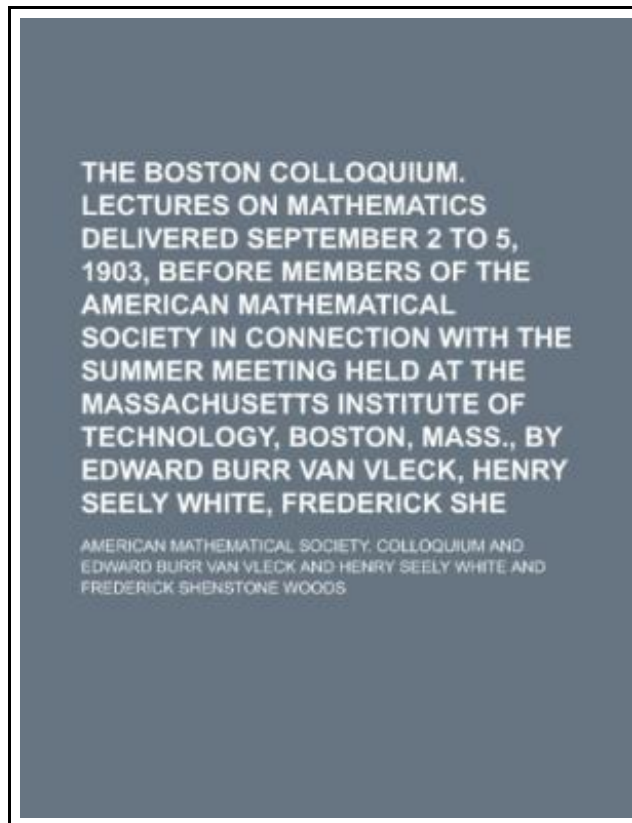 THE BOSTON COLLOQUIUM.
LECTURES ON MATHEMATICS
DELIVERED SEPTEMBER 2 TO 5,
1903, BEFORE MEMBERS OF THE
AMERICAN MATHEMATICAL
SOCIETY IN CONNECTION WITH THE
SUMMER MEETING HELD AT THE
MASSACHUSETTS INSTITUTE OF
TECHNOLOGY, BOSTON, MASS., BY
EDWARD BURR VAN VLECK, HENRY
SEELY WHITE, FREDERICK SHE
AMERICAN MATHEMATICAL SOCIETY. COLLOQUIUM AND
EDWARD BURR VAN VLECK AND HENRY SEELY WHITE AND
FREDERICK SHENSTONE WOODS